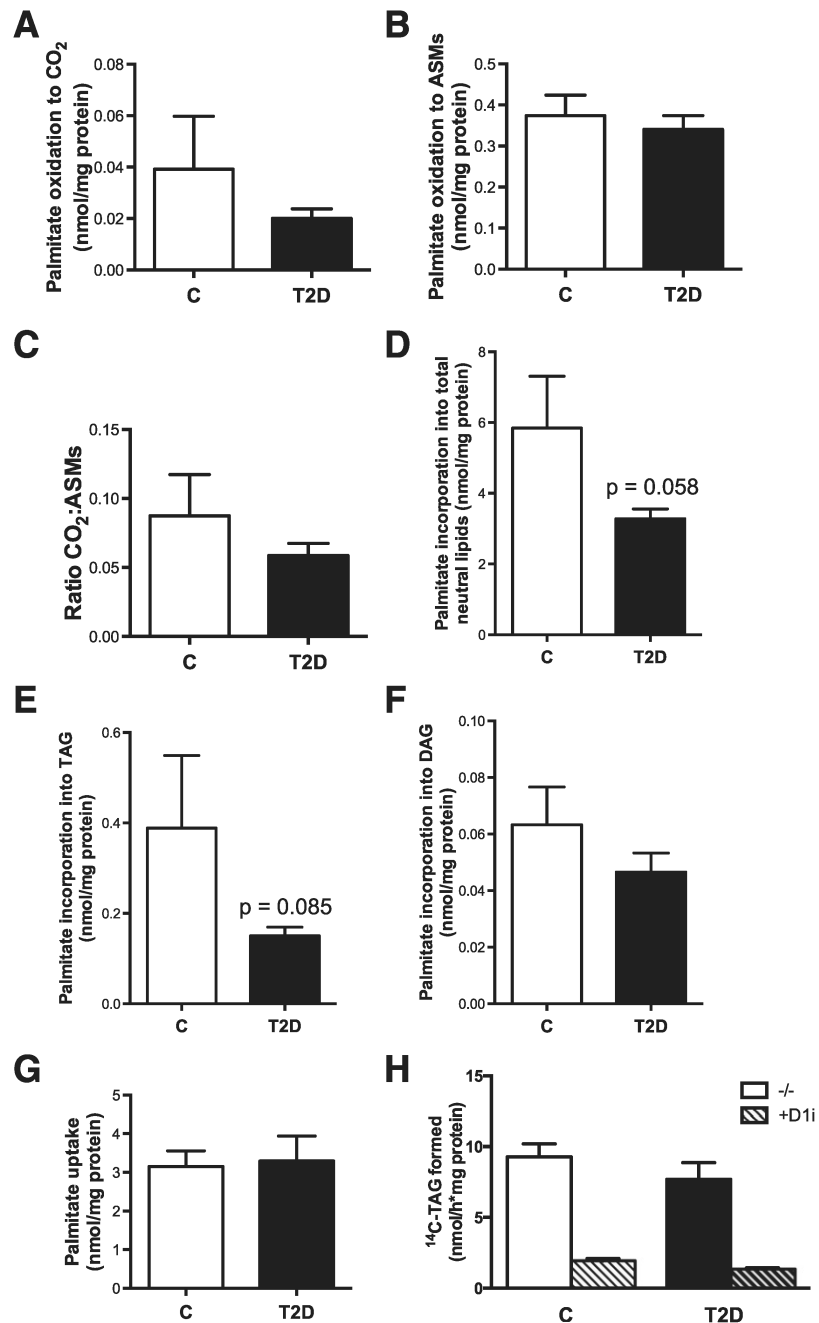 A
Palmitate oxidation to CO₂
(nmol/mg protein)
0.08
0.06
0.04
0.02
0.00
C
T2D
B
Palmitate oxidation to ASMs
(nmol/mg protein)
0.5
0.4
0.3
0.2
0.1
0.0
C
T2D
C
Ratio CO₂:ASMs
0.15
0.10
0.05
0.00
C
T2D
D
Palmitate incorporation into total
neutral lipids (nmol/mg protein)
8
6
4
2
0
p = 0.058
C
T2D
E
Palmitate incorporation into TAG
(nmol/mg protein)
0.6
0.4
0.2
0.0
p = 0.085
C
T2D
F
Palmitate incorporation into DAG
(nmol/mg protein)
0.10
0.08
0.06
0.04
0.02
0.00
C
T2D
G
Palmitate uptake
(nmol/mg protein)
5
4
3
2
1
0
C
T2D
H
¹⁴C-TAG formed
(nmol/h*mg protein)
15
10
5
0
-/-
+D1i
C
T2D